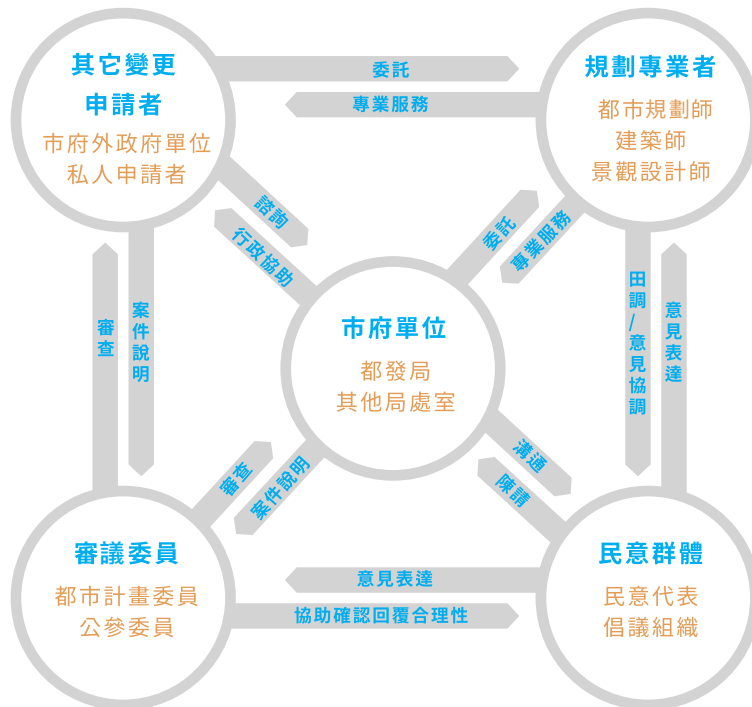 其它變更
申請者
市府外政府單位
私人申請者
委託
專業服務
規劃專業者
都市規劃師
建築師
景觀設計師
諮詢
行政協助
委託
專業服務
審查
案件說明
市府單位
都發局
其他局處室
田調/意見協調
意見表達
審查
案件說明
溝通
陳請
審議委員
都市計畫委員
公參委員
意見表達
協助確認回覆合理性
民意群體
民意代表
倡議組織